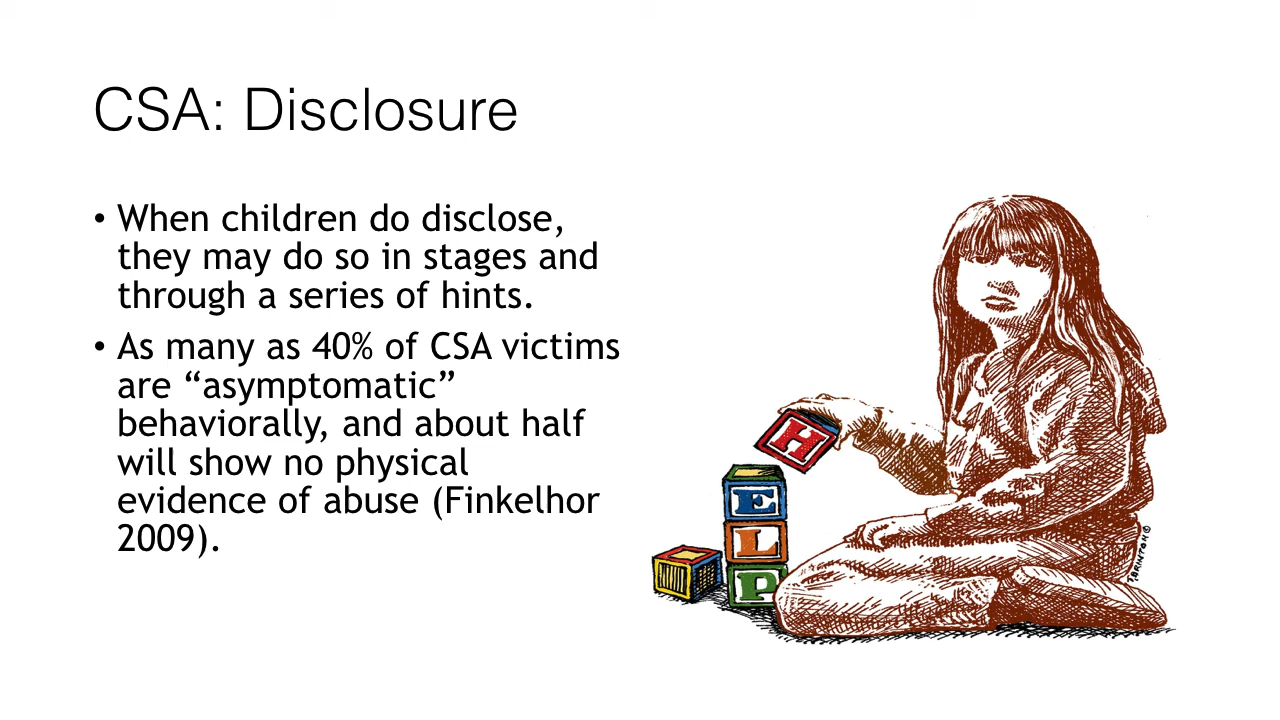 CSA: Disclosure
• When children do disclose,
they may do so in stages and
through a series of hints.
• As many as 40% of CSA victims
are “asymptomatic”
behaviorally, and about half
will show no physical
evidence of abuse (Finkelhor
2009).
H
E
L
P